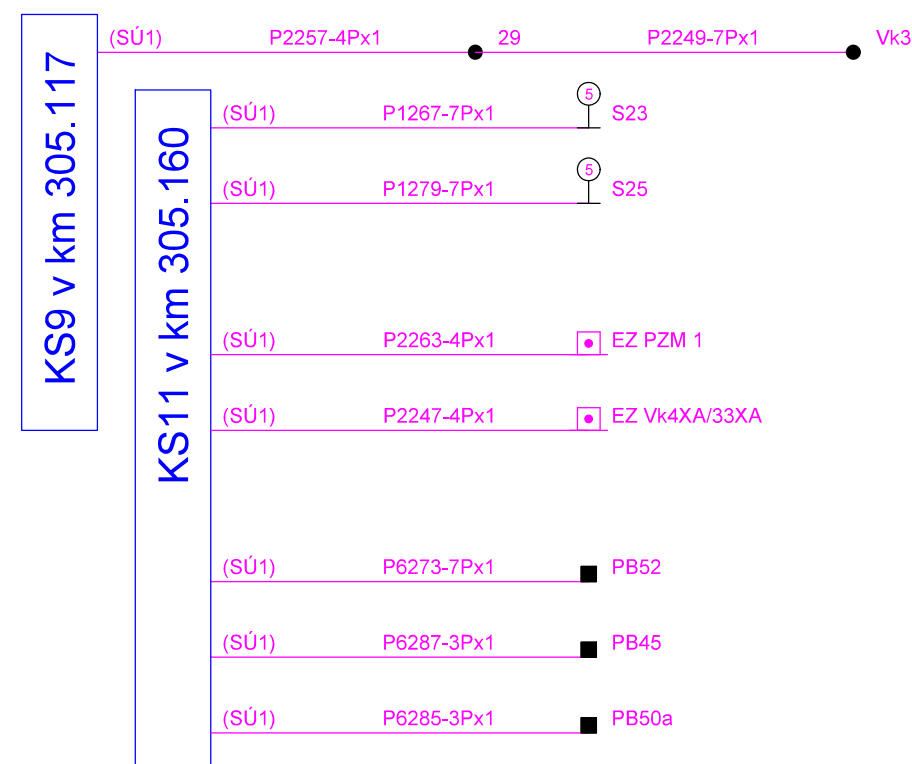 KS9 v km 305.117
(SÚ1) P2257-4Px1 29 P2249-7Px1 Vk3
KS11 v km 305.160
(SÚ1) P1267-7Px1 5 S23
(SÚ1) P1279-7Px1 5 S25
(SÚ1) P2263-4Px1 EZ PZM 1
(SÚ1) P2247-4Px1 EZ Vk4XA/33XA
(SÚ1) P6273-7Px1 PB52
(SÚ1) P6287-3Px1 PB45
(SÚ1) P6285-3Px1 PB50a